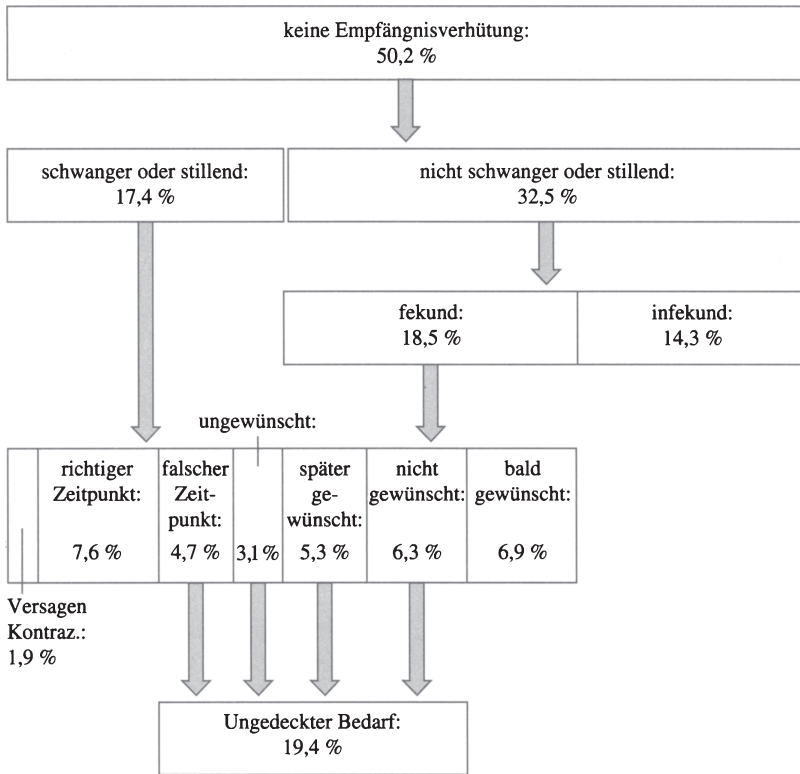 keine Empfängnisverhütung:
50,2 %
schwanger oder stillend:
17,4 %
nicht schwanger oder stillend:
32,5 %
fekund:
18,5 %
infekund:
14,3 %
ungewünscht:
3,1 %
richtiger
Zeitpunkt:
7,6 %
falscher
Zeit-
punkt:
4,7 %
später
ge-
wünscht:
5,3 %
nicht
gewünscht:
6,3 %
bald
gewünscht:
6,9 %
Versagen
Kontraz.:
1,9 %
Ungedeckter Bedarf:
19,4 %